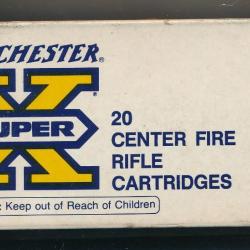 CHESTER®
X
UPER
20
CENTER FIRE
RIFLE
CARTRIDGES
: Keep out of Reach of Children